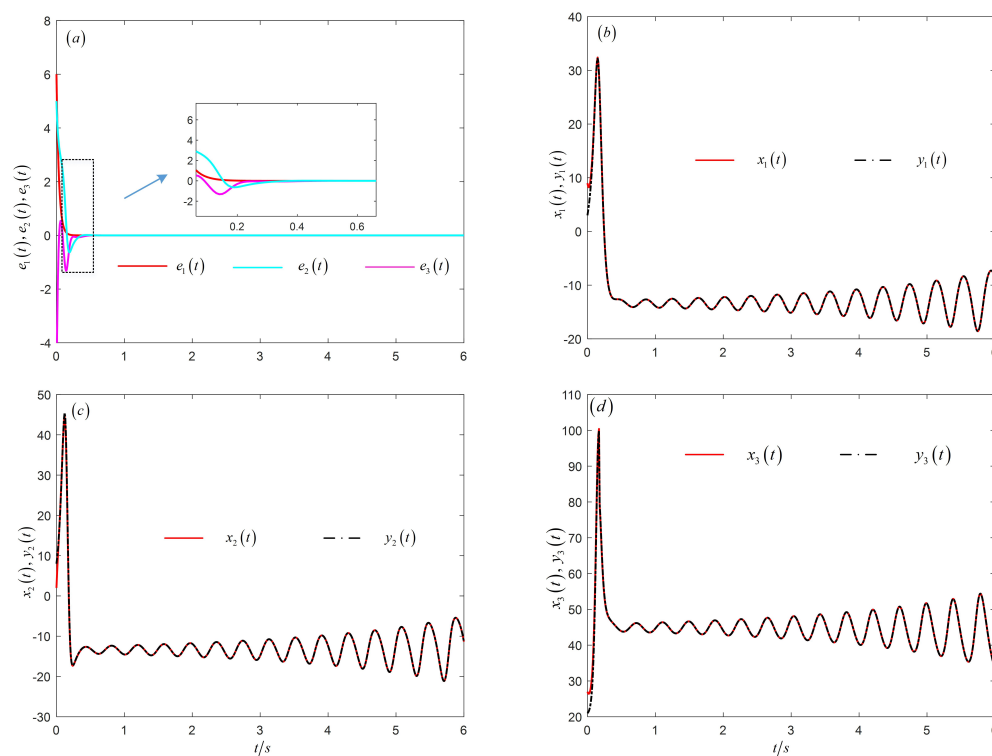 (a)
8
6
4
2
0
-2
-4
e₁(t), e₂(t), e₃(t)
6
4
2
0
-2
0.2 0.4 0.6
e₁(t) e₂(t) e₃(t)
0 1 2 3 4 5 6
(b)
40
30
20
10
0
-10
-20
x₁(t), y₁(t)
x₁(t) y₁(t)
0 1 2 3 4 5 6
(c)
50
40
30
20
10
0
-10
-20
-30
x₂(t), y₂(t)
x₂(t) y₂(t)
0 1 2 3 4 5 6
t/s
(d)
110
100
90
80
70
60
50
40
30
20
x₃(t), y₃(t)
x₃(t) y₃(t)
0 1 2 3 4 5 6
t/s